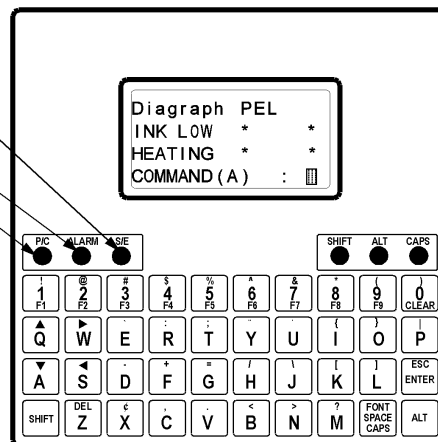 Diagraph PEL
INK LOW * *
HEATING * *
COMMAND(A) :
P/C ALARM S/E SHIFT ALT CAPS
! @ # $ % ^ & * ( )
1 2 3 4 5 6 7 8 9 0
F1 F2 F3 F4 F5 F6 F7 F8 F9 CLEAR
▲ ▶ : ; { } |
Q W E R T Y U I O P
▼ ◀ - + = / \ [ ] ESC
A S D F G H J K L ENTER
DEL ¢ , . < > ? FONT
SHIFT Z X C V B N M SPACE ALT
CAPS